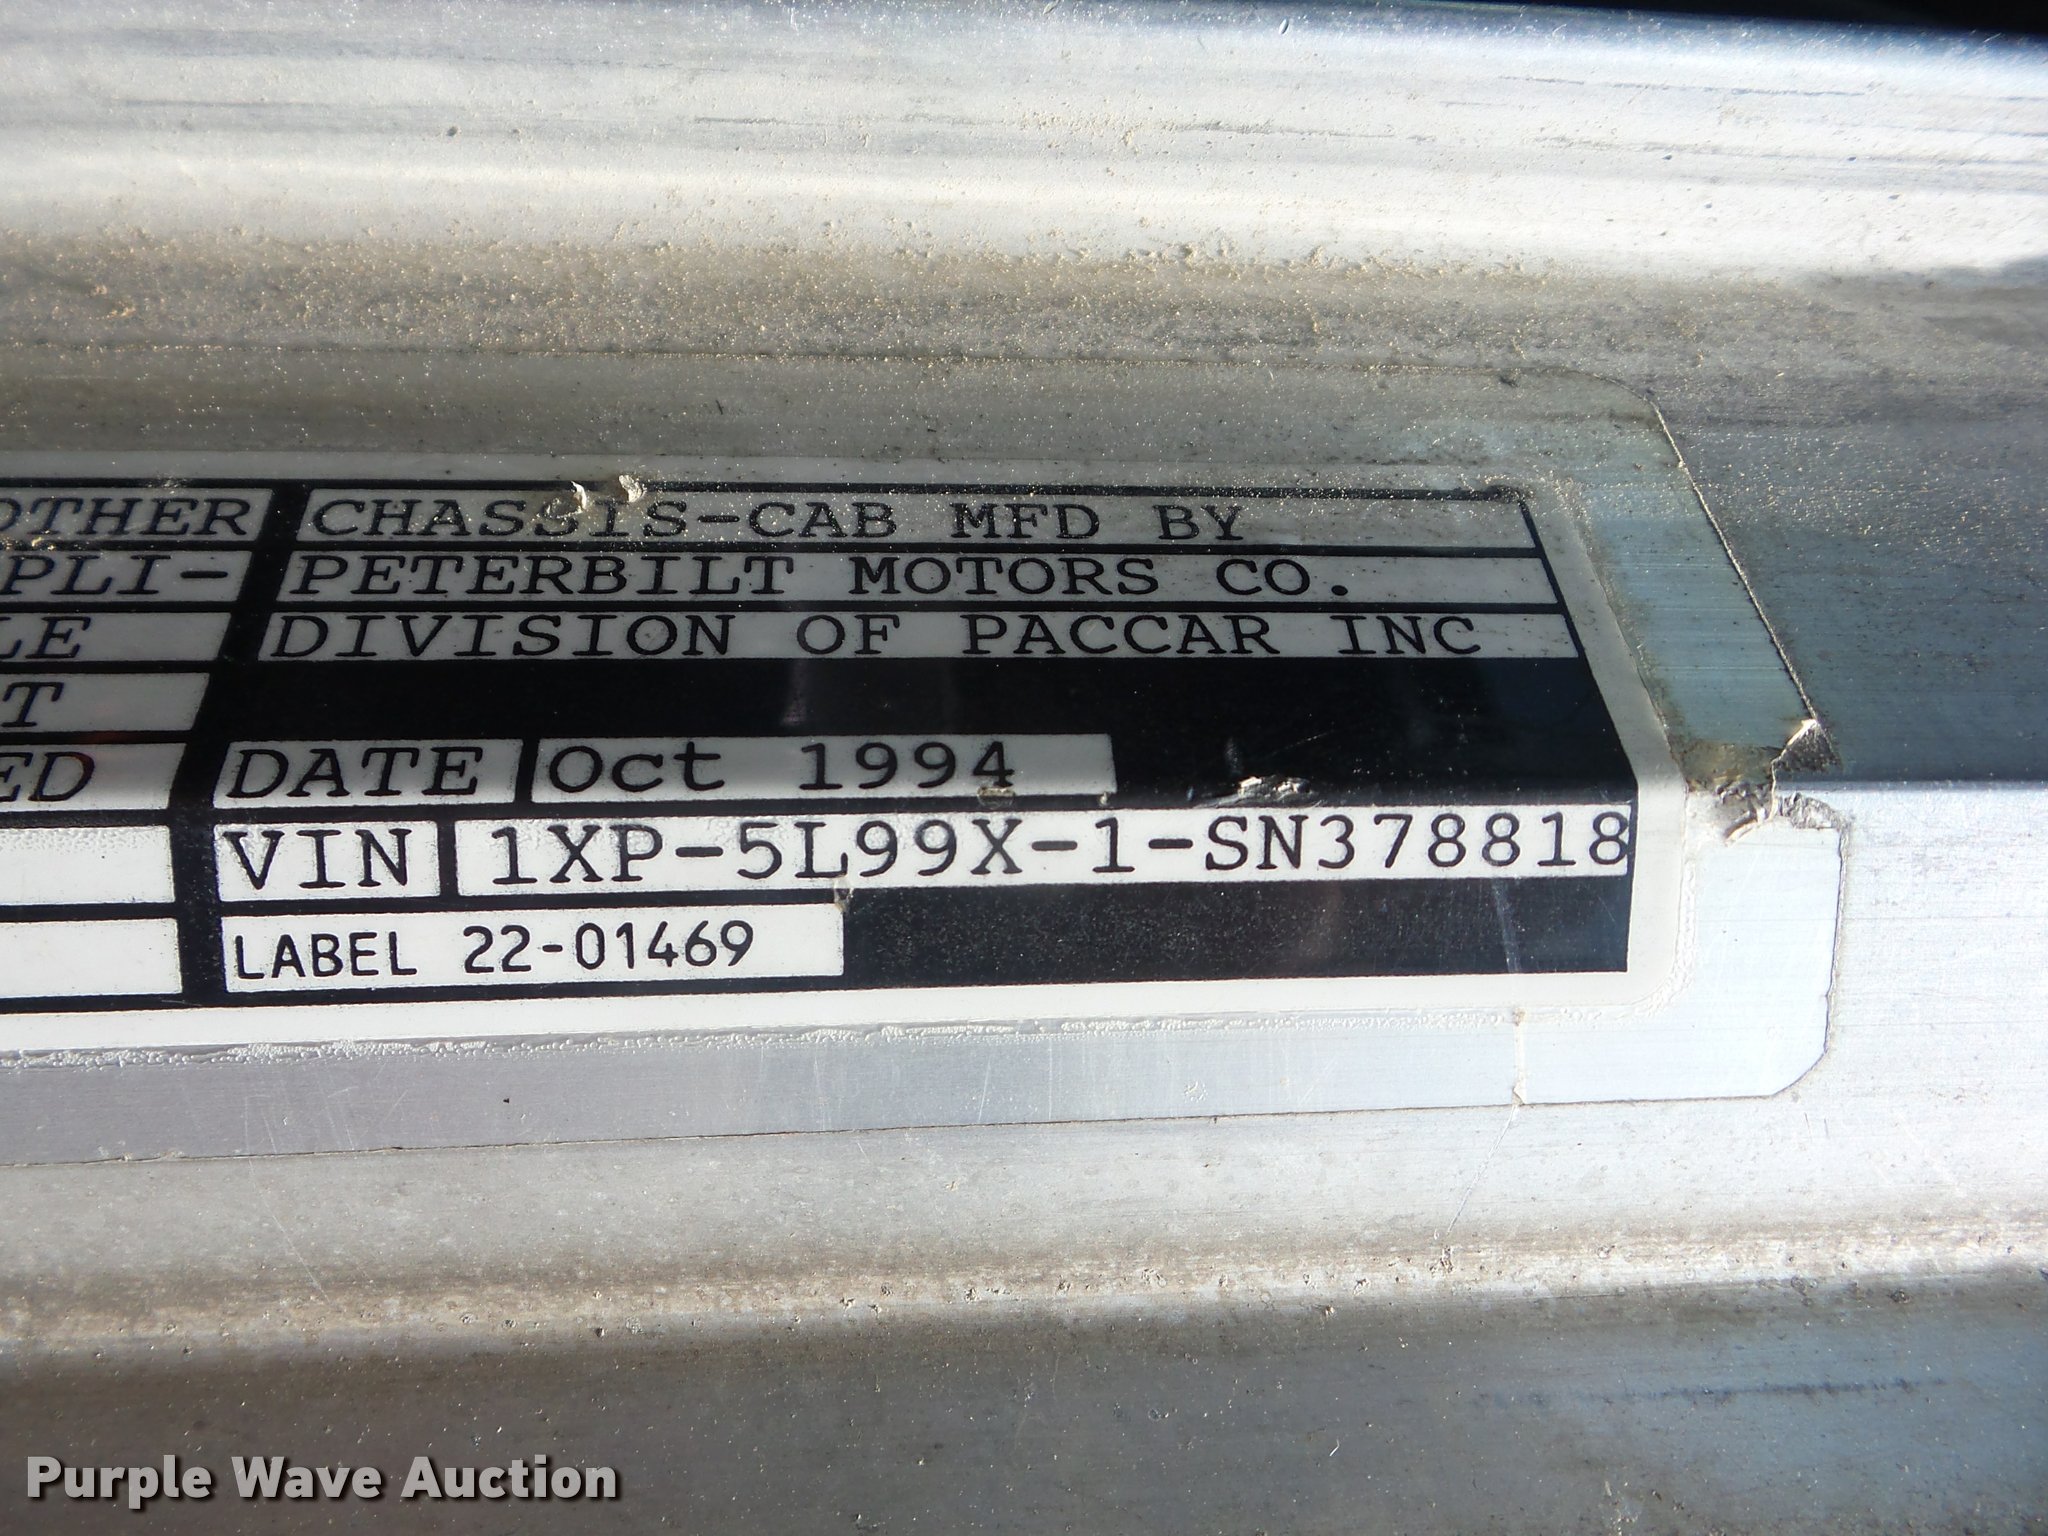 OTHER
PLI-
LE
T
ED
CHASSIS-CAB MFD BY
PETERBILT MOTORS CO.
DIVISION OF PACCAR INC
DATE Oct 1994
VIN 1XP-5L99X-1-SN378818
LABEL 22-01469
Purple Wave Auction